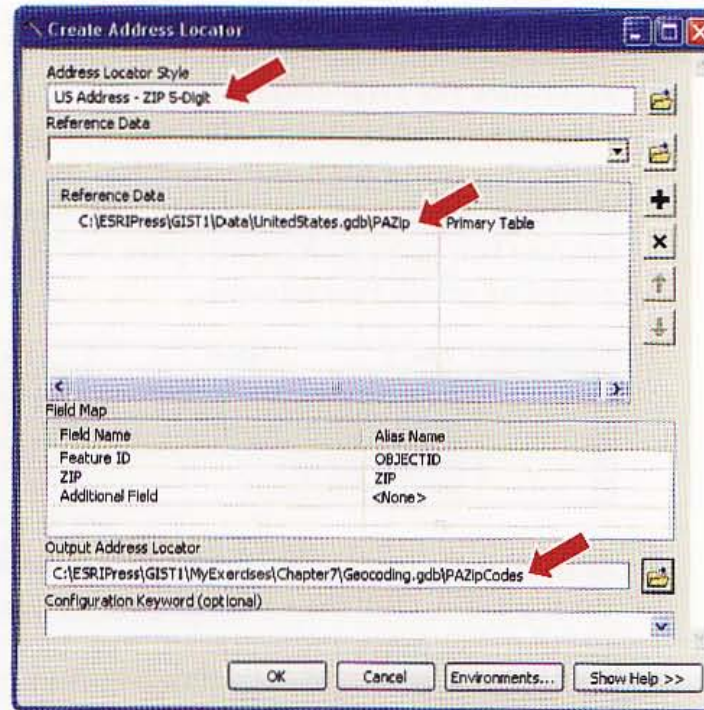 Create Address Locator
Address Locator Style
US Address - ZIP 5-Digit
Reference Data
Reference Data
C:\ESRIPress\GIST1\Data\UnitedStates.gdb\PAZip Primary Table
Field Map
Field Name Alias Name
Feature ID OBJECTID
ZIP ZIP
Additional Field <None>
Output Address Locator
C:\ESRIPress\GIST1\MyExercises\Chapter7\Geocoding.gdb\PAZipCodes
Configuration Keyword (optional)
OK Cancel Environments... Show Help >>